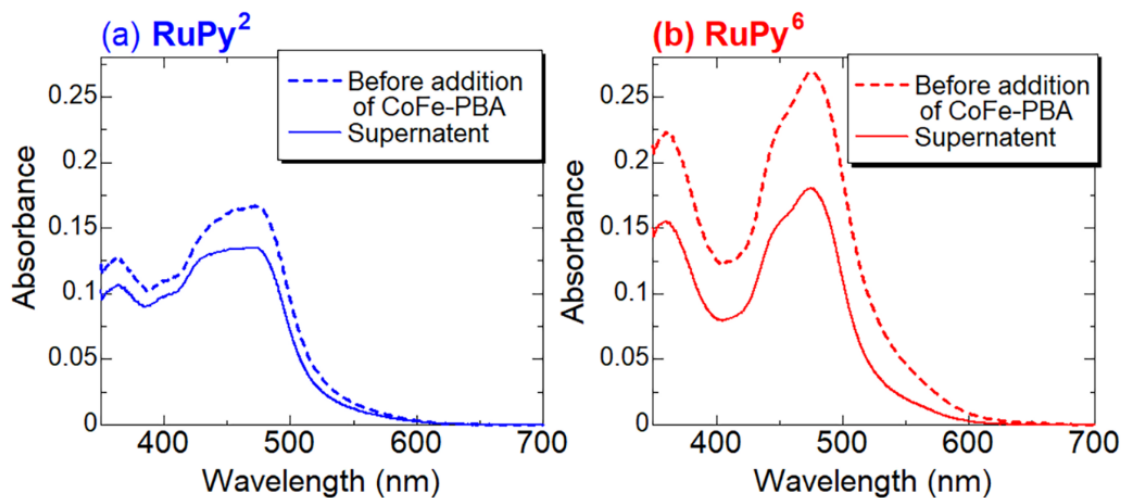 (a) RuPy²
Before addition
of CoFe-PBA
Supernatent
0.25
0.2
0.15
0.1
0.05
0
Absorbance
400
500
600
700
Wavelength (nm)
(b) RuPy⁶
Before addition
of CoFe-PBA
Supernatent
0.25
0.2
0.15
0.1
0.05
0
Absorbance
400
500
600
700
Wavelength (nm)